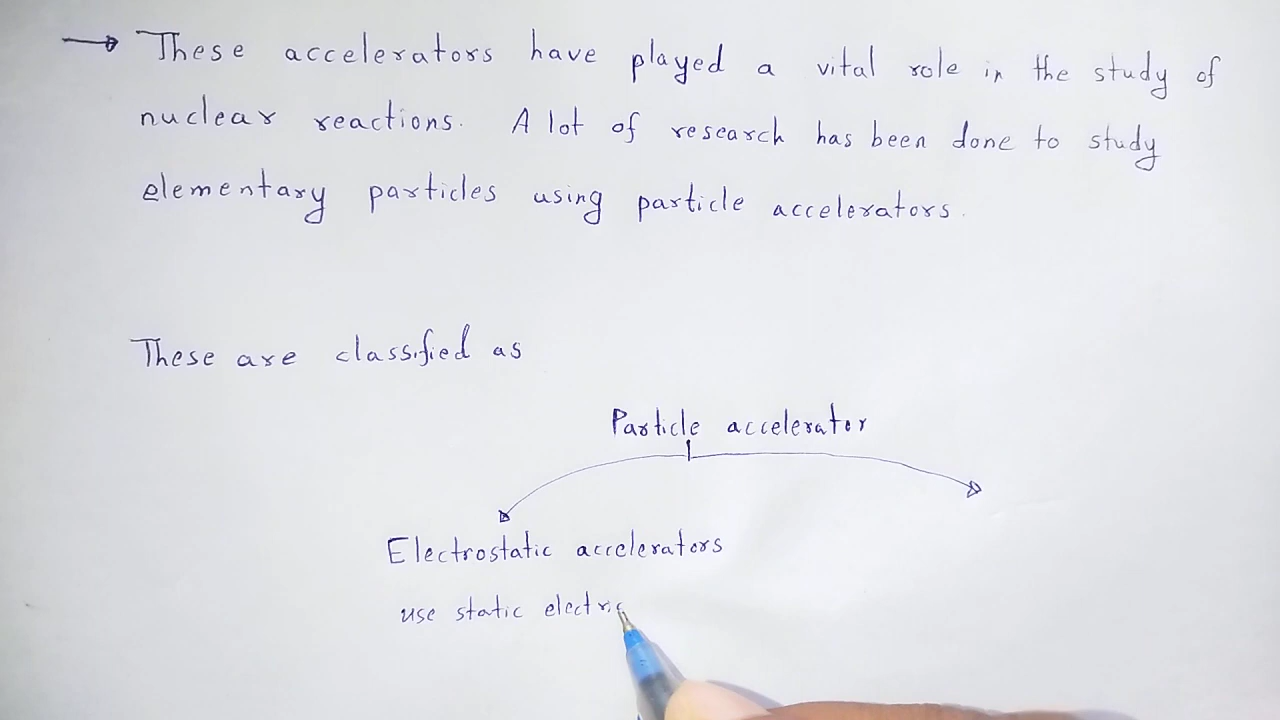 → These accelerators have played a vital role in the study of
nuclear reactions. A lot of research has been done to study
elementary particles using particle accelerators.
These are classified as
Particle accelerator
Electrostatic accelerators
use static electric